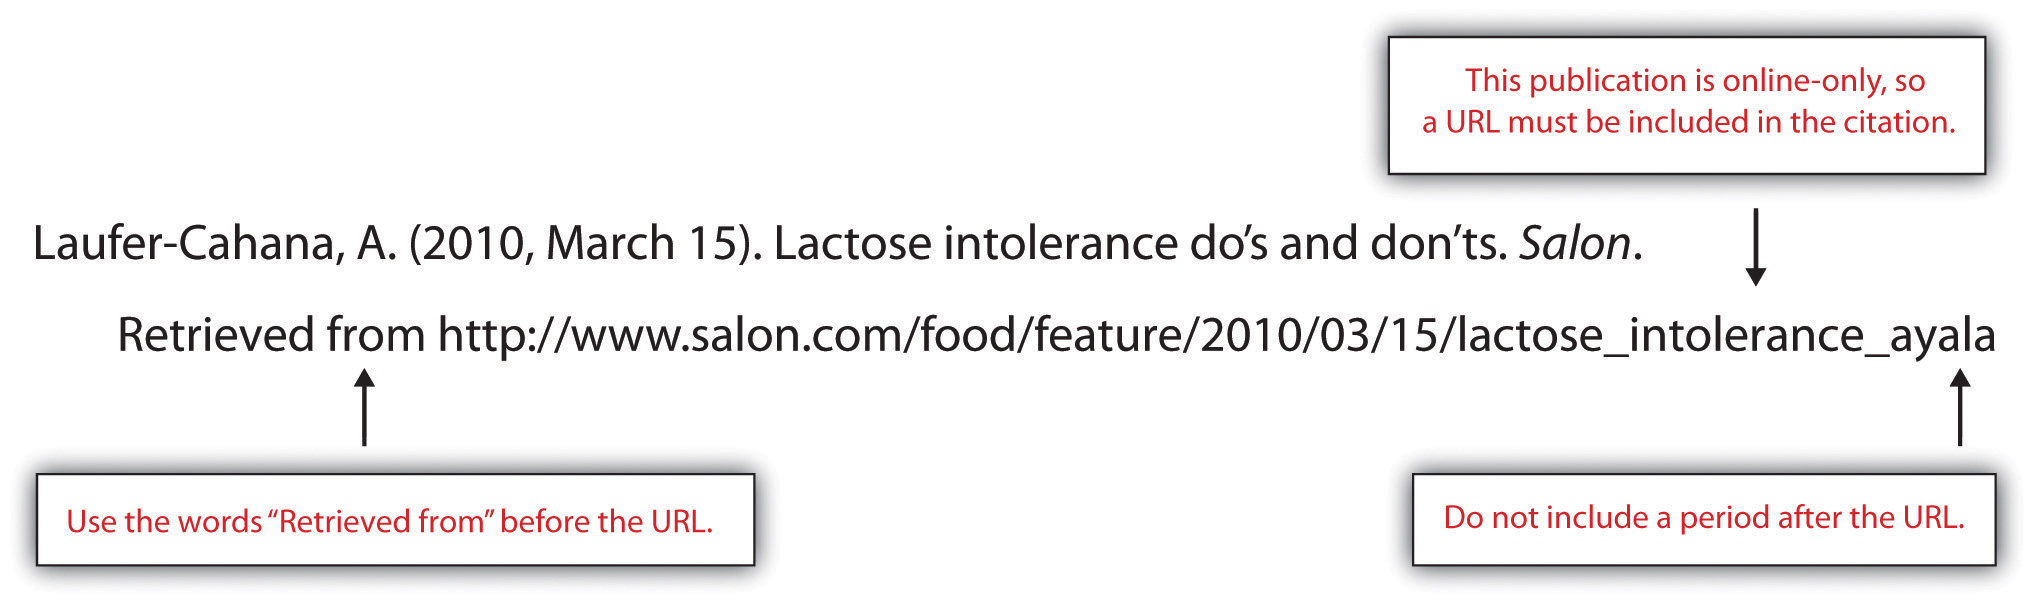 This publication is online-only, so
a URL must be included in the citation.
Laufer-Cahana, A. (2010, March 15). Lactose intolerance do’s and don’ts. Salon.
Retrieved from http://www.salon.com/food/feature/2010/03/15/lactose_intolerance_ayala
Use the words “Retrieved from” before the URL.
Do not include a period after the URL.